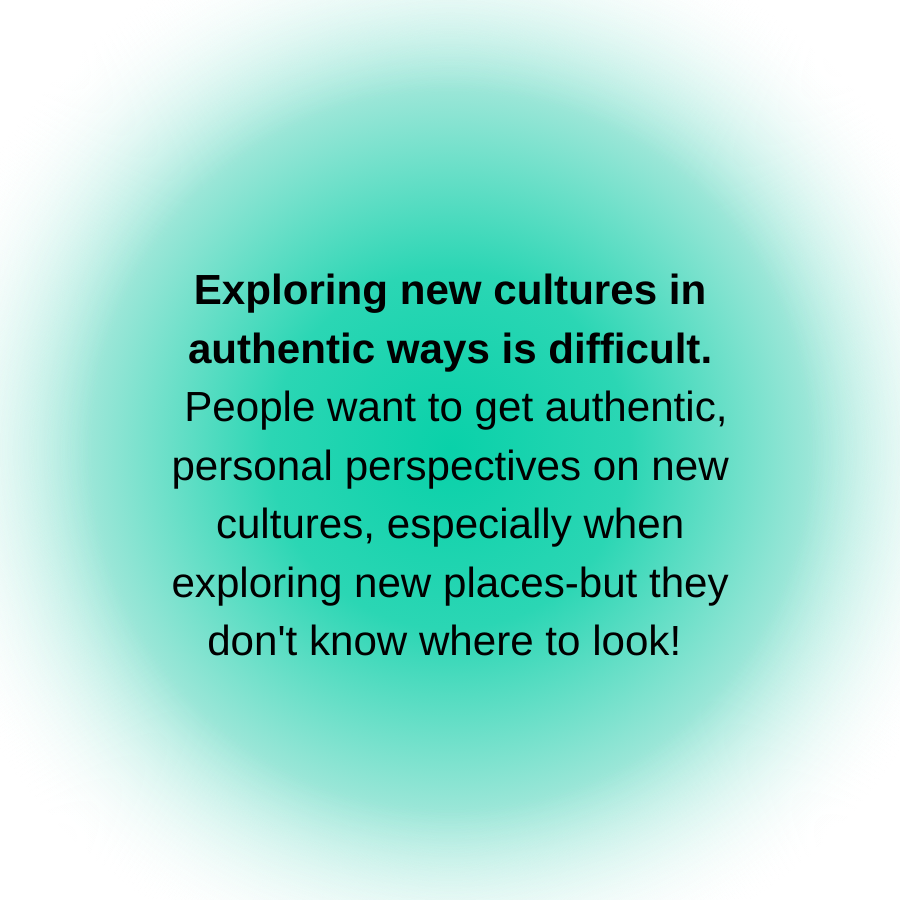 Exploring new cultures in
authentic ways is difficult.
People want to get authentic,
personal perspectives on new
cultures, especially when
exploring new places-but they
don't know where to look!